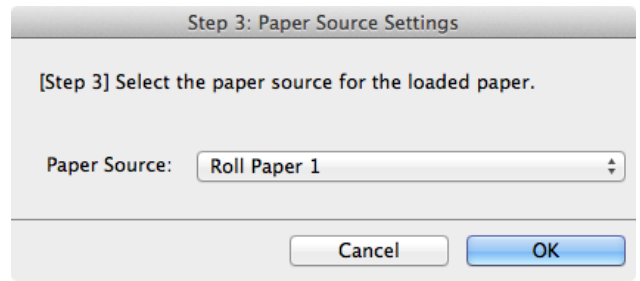 Step 3: Paper Source Settings
[Step 3] Select the paper source for the loaded paper.
Paper Source: Roll Paper 1
Cancel OK